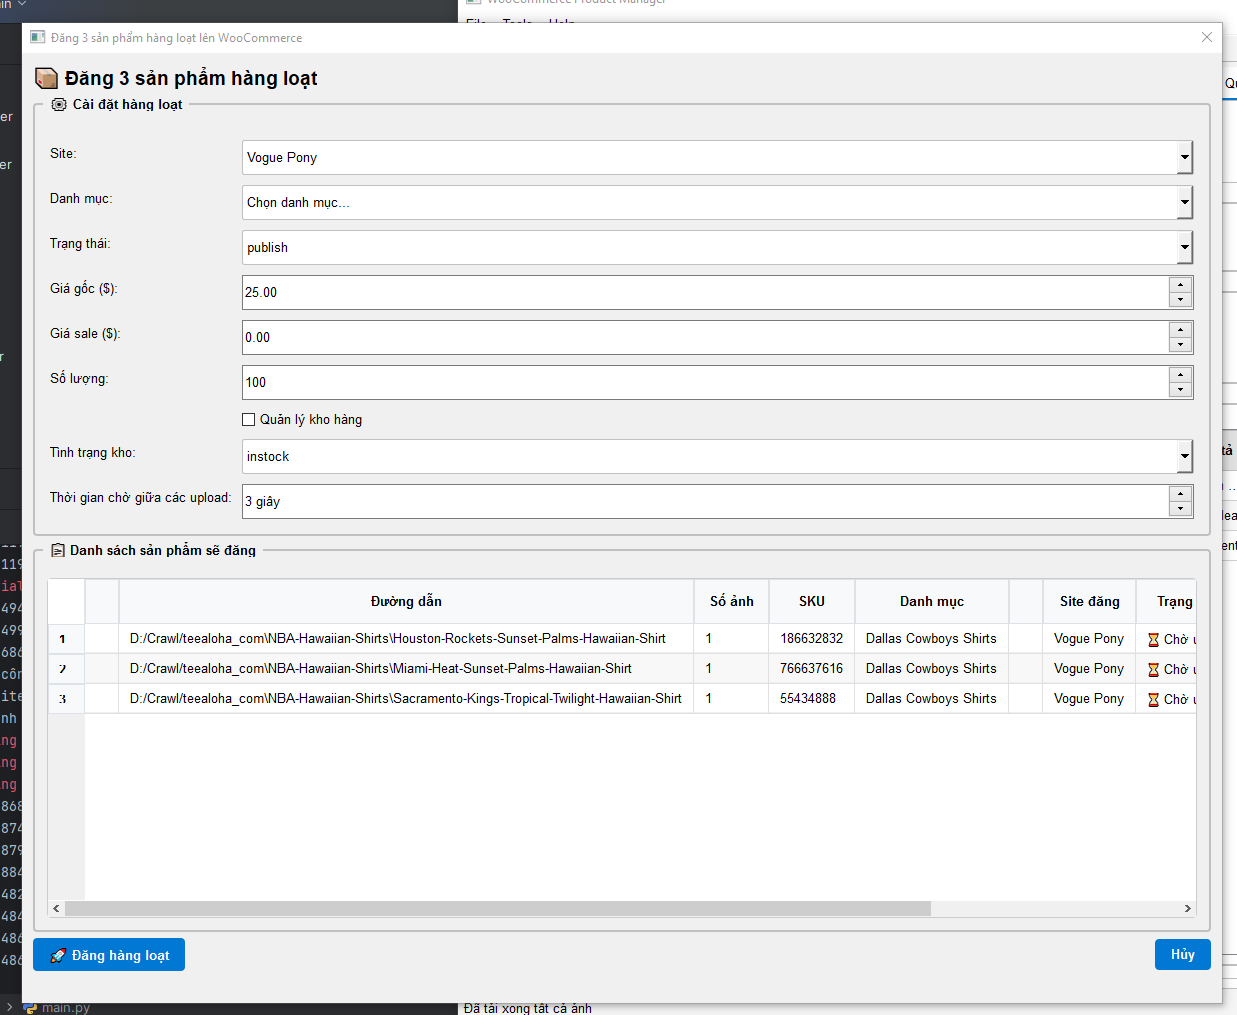 WooCommerce Product Manager
File Tools Help
Đăng 3 sản phẩm hàng loạt lên WooCommerce
Đăng 3 sản phẩm hàng loạt
Cài đặt hàng loạt
Site:
Vogue Pony
Danh mục:
Chọn danh mục...
Trạng thái:
publish
Giá gốc ($):
25.00
Giá sale ($):
0.00
Số lượng:
100
Quản lý kho hàng
Tình trạng kho:
instock
Thời gian chờ giữa các upload:
3 giây
Danh sách sản phẩm sẽ đăng
Đường dẫn Số ảnh SKU Danh mục Site đăng Trạng
1 D:/Crawl/teealoha_com\NBA-Hawaiian-Shirts\Houston-Rockets-Sunset-Palms-Hawaiian-Shirt 1 186632832 Dallas Cowboys Shirts Vogue Pony Chờ u
2 D:/Crawl/teealoha_com\NBA-Hawaiian-Shirts\Miami-Heat-Sunset-Palms-Hawaiian-Shirt 1 766637616 Dallas Cowboys Shirts Vogue Pony Chờ u
3 D:/Crawl/teealoha_com\NBA-Hawaiian-Shirts\Sacramento-Kings-Tropical-Twilight-Hawaiian-Shirt 1 55434888 Dallas Cowboys Shirts Vogue Pony Chờ u
Đăng hàng loạt
Hủy
main.py
Đã tải xong tất cả ảnh